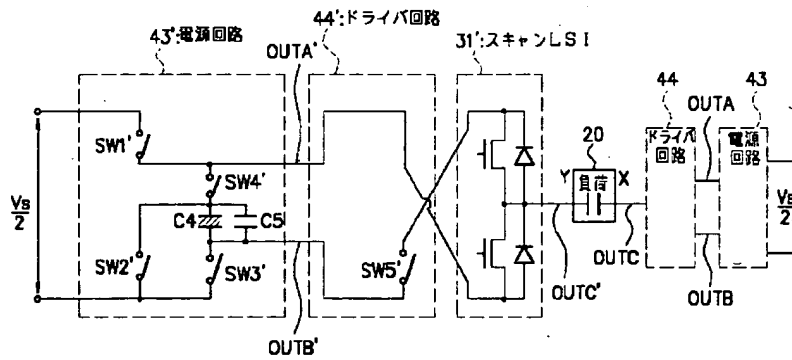 43':電源回路
44':ドライバ回路
31':スキャンLSI
OUTA'
44
OUTA
43
SW1'
20
ドライバ
回路
電源
回路
SW4'
Y
負荷
X
VB
2
C4
C5
VB
2
SW2'
SW3'
SW5'
OUTC
OUTC'
OUTB
OUTB'